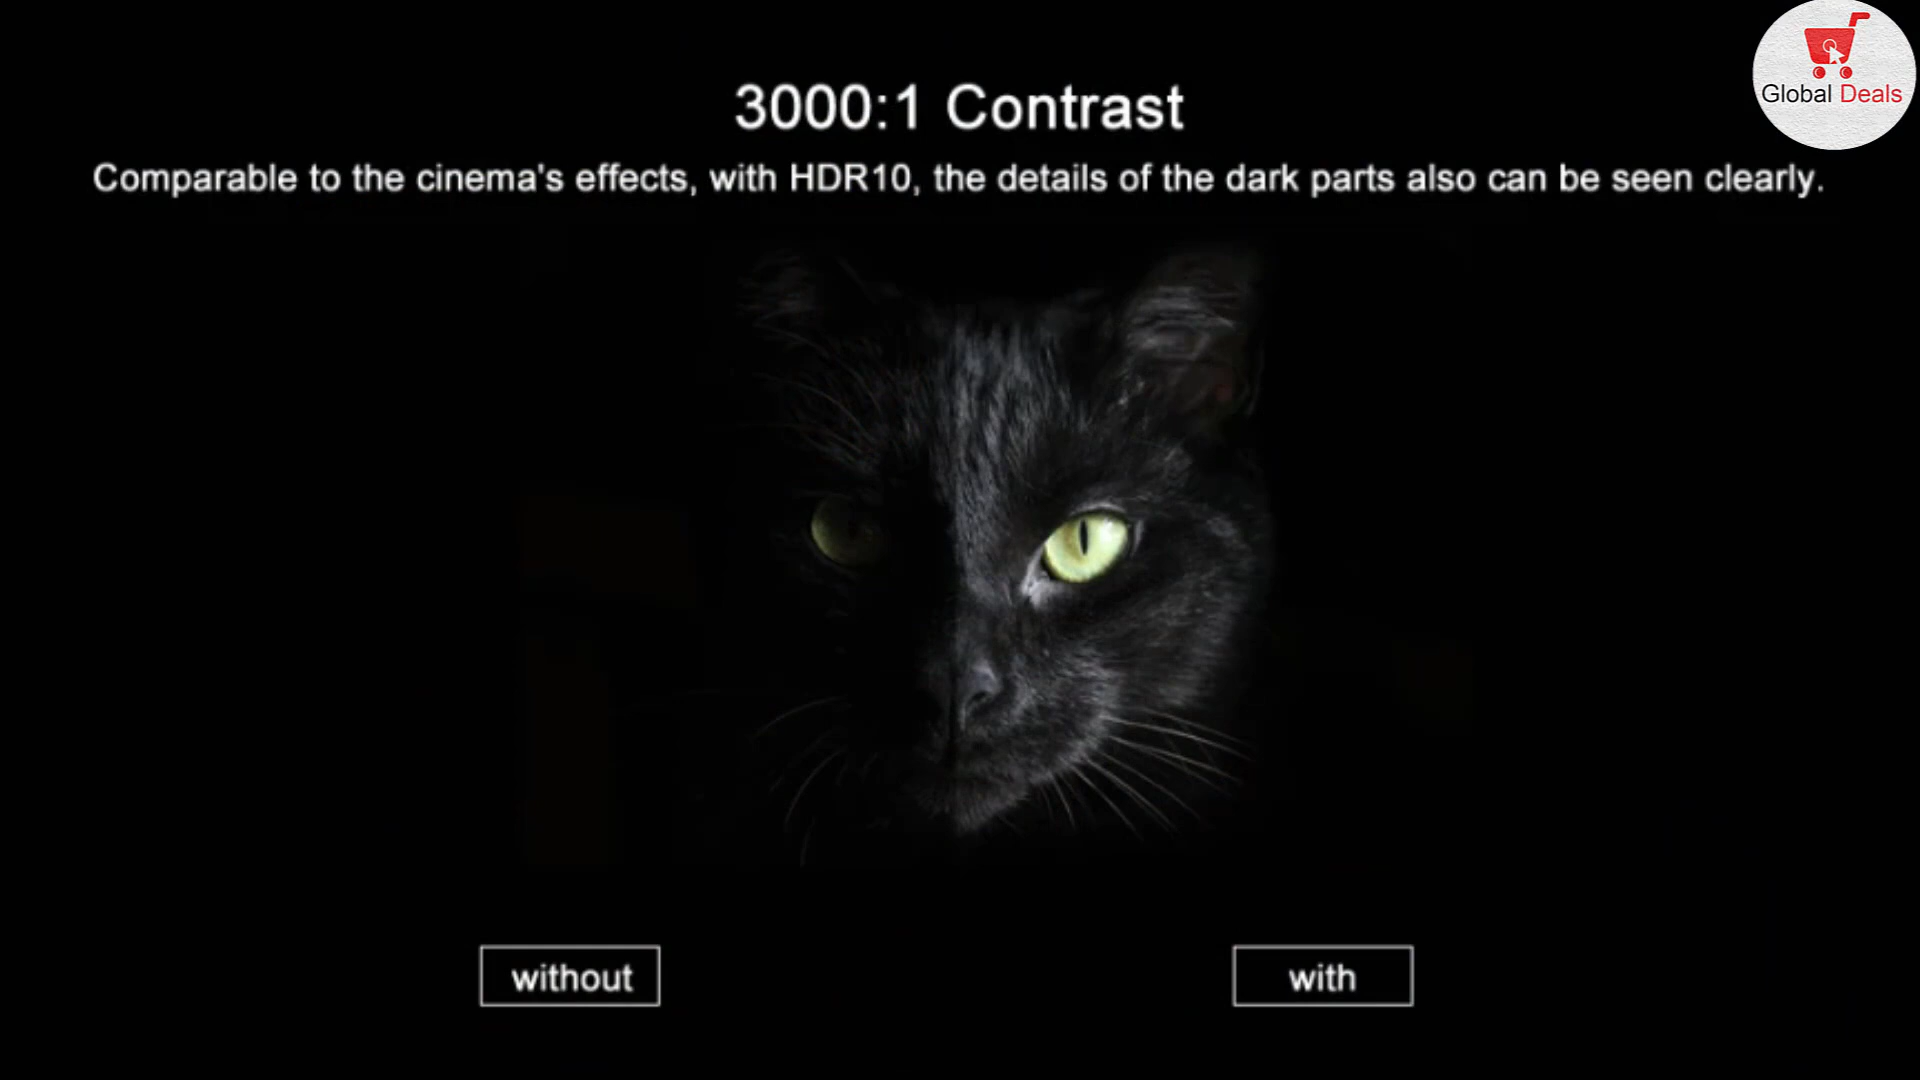 Global Deals
3000:1 Contrast
Comparable to the cinema's effects, with HDR10, the details of the dark parts also can be seen clearly.
without
with